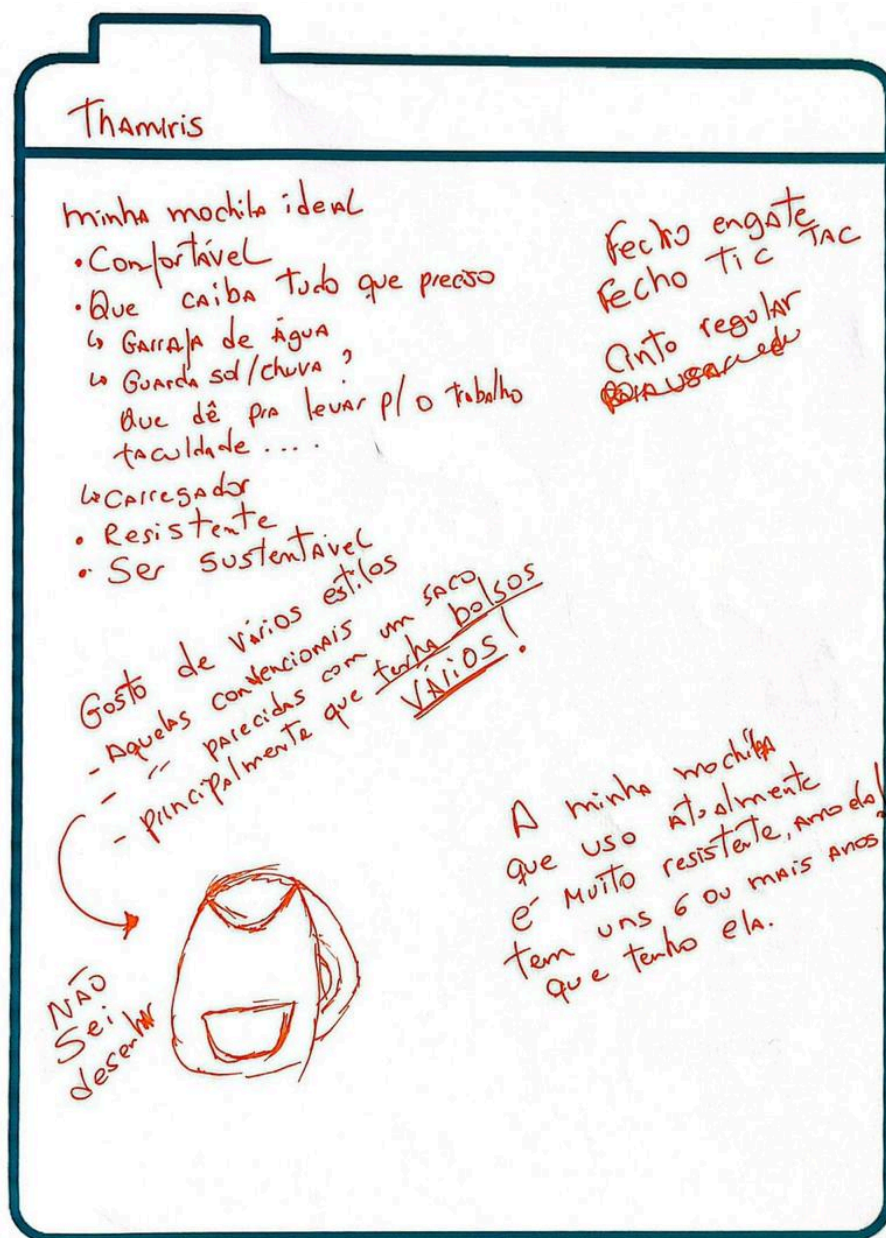 Thamiris
minha mochila ideal
• Confortável
• Que caiba tudo que preciso
↳ Garrafa de água
↳ Guarda sol/chuva ?
Que dê pra levar p/ o trabalho
faculdade ....
↳ carregador
• Resistente
• Ser sustentável
Gosto de vários estilos
- Aquelas convencionais
- " parecidas com um saco
- principalmente que tenha bolsos
VÁRIOS!
NÃO
Sei
desenhar
Fecho engate
Fecho Tic TAC
Cinto regular
A minha mochila
que uso atualmente
é muito resistente, amo ela!
tem uns 6 ou mais anos
que tenho ela.